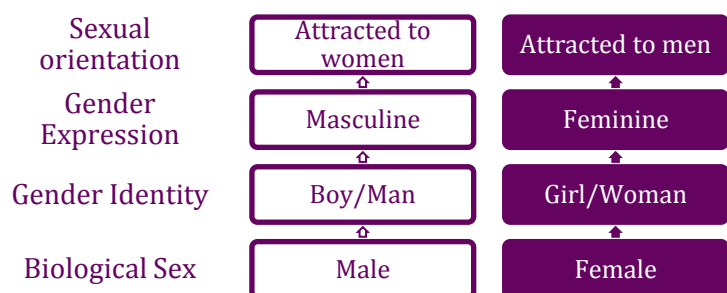 Sexual
orientation
Attracted to
women
Attracted to men
Gender
Expression
Masculine
Feminine
Gender Identity
Boy/Man
Girl/Woman
Biological Sex
Male
Female